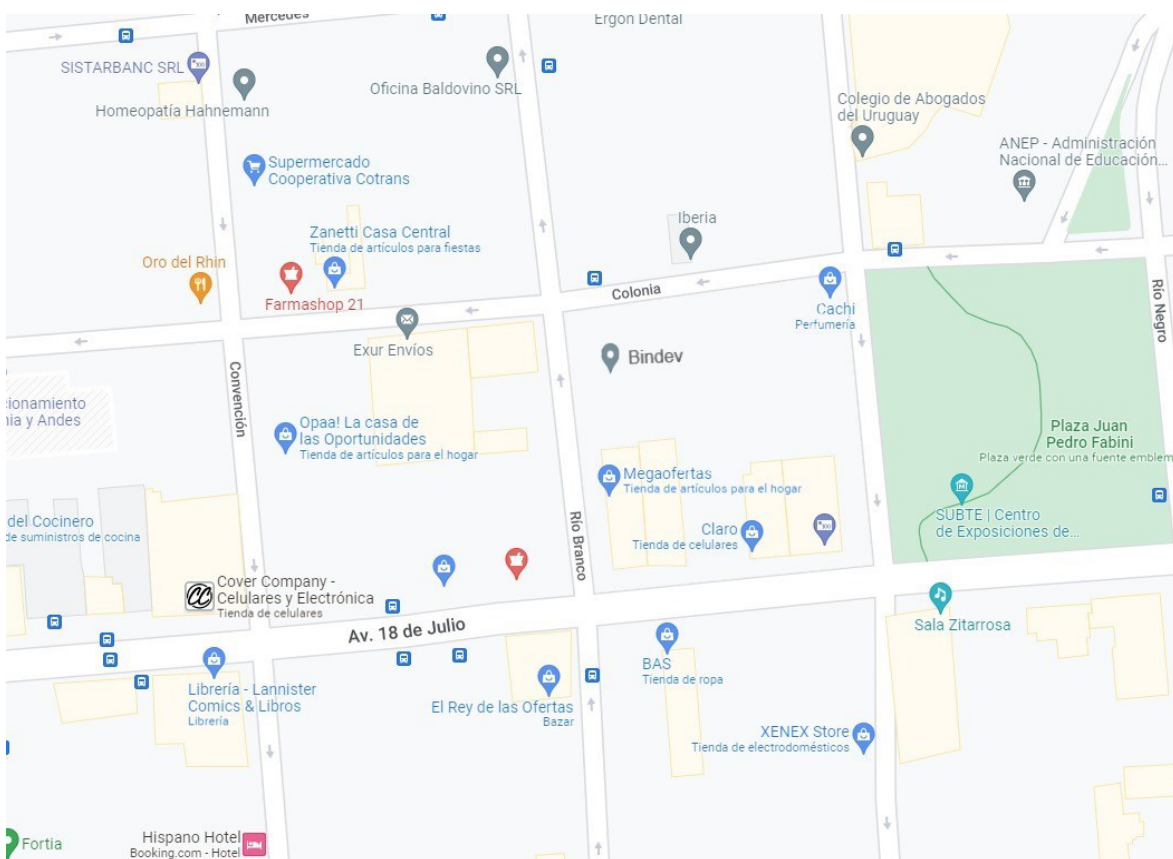 Mercedes
Ergon Dental
SISTARBANC SRL
Homeopatía Hahnemann
Oficina Baldovino SRL
Colegio de Abogados
del Uruguay
ANEP - Administración
Nacional de Educación...
Supermercado
Cooperativa Cotrans
Zanetti Casa Central
Tienda de artículos para fiestas
Iberia
Oro del Rhin
Farmashop 21
Colonia
Cachi
Perfumería
Río Negro
Exur Envíos
Bindev
Convención
cionamiento
nia y Andes
Opaa! La casa de
las Oportunidades
Tienda de artículos para el hogar
Plaza Juan
Pedro Fabini
Plaza verde con una fuente emblem
Megaofertas
Tienda de artículos para el hogar
SUBTE | Centro
de Exposiciones de...
del Cocinero
de suministros de cocina
Claro
Tienda de celulares
Río Branco
CC
Cover Company -
Celulares y Electrónica
Tienda de celulares
Av. 18 de Julio
Sala Zitarrosa
BAS
Tienda de ropa
Librería - Lannister
Comics & Libros
Librería
El Rey de las Ofertas
Bazar
XENEX Store
Tienda de electrodomésticos
Fortia
Hispano Hotel
Booking.com - Hotel